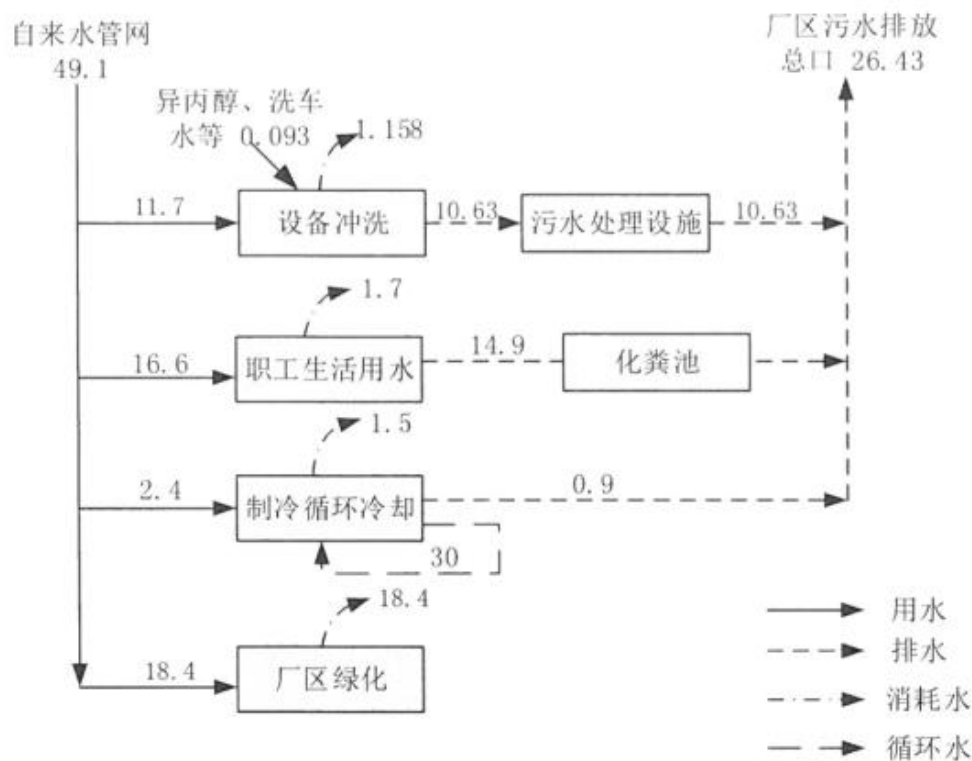 自来水管网
49.1
厂区污水排放
总口 26.43
异丙醇、洗车
水等 0.093
1.158
11.7
设备冲洗
10.63
污水处理设施
10.63
1.7
16.6
职工生活用水
14.9
化粪池
1.5
2.4
制冷循环冷却
0.9
30
18.4
18.4
厂区绿化
用水
排水
消耗水
循环水